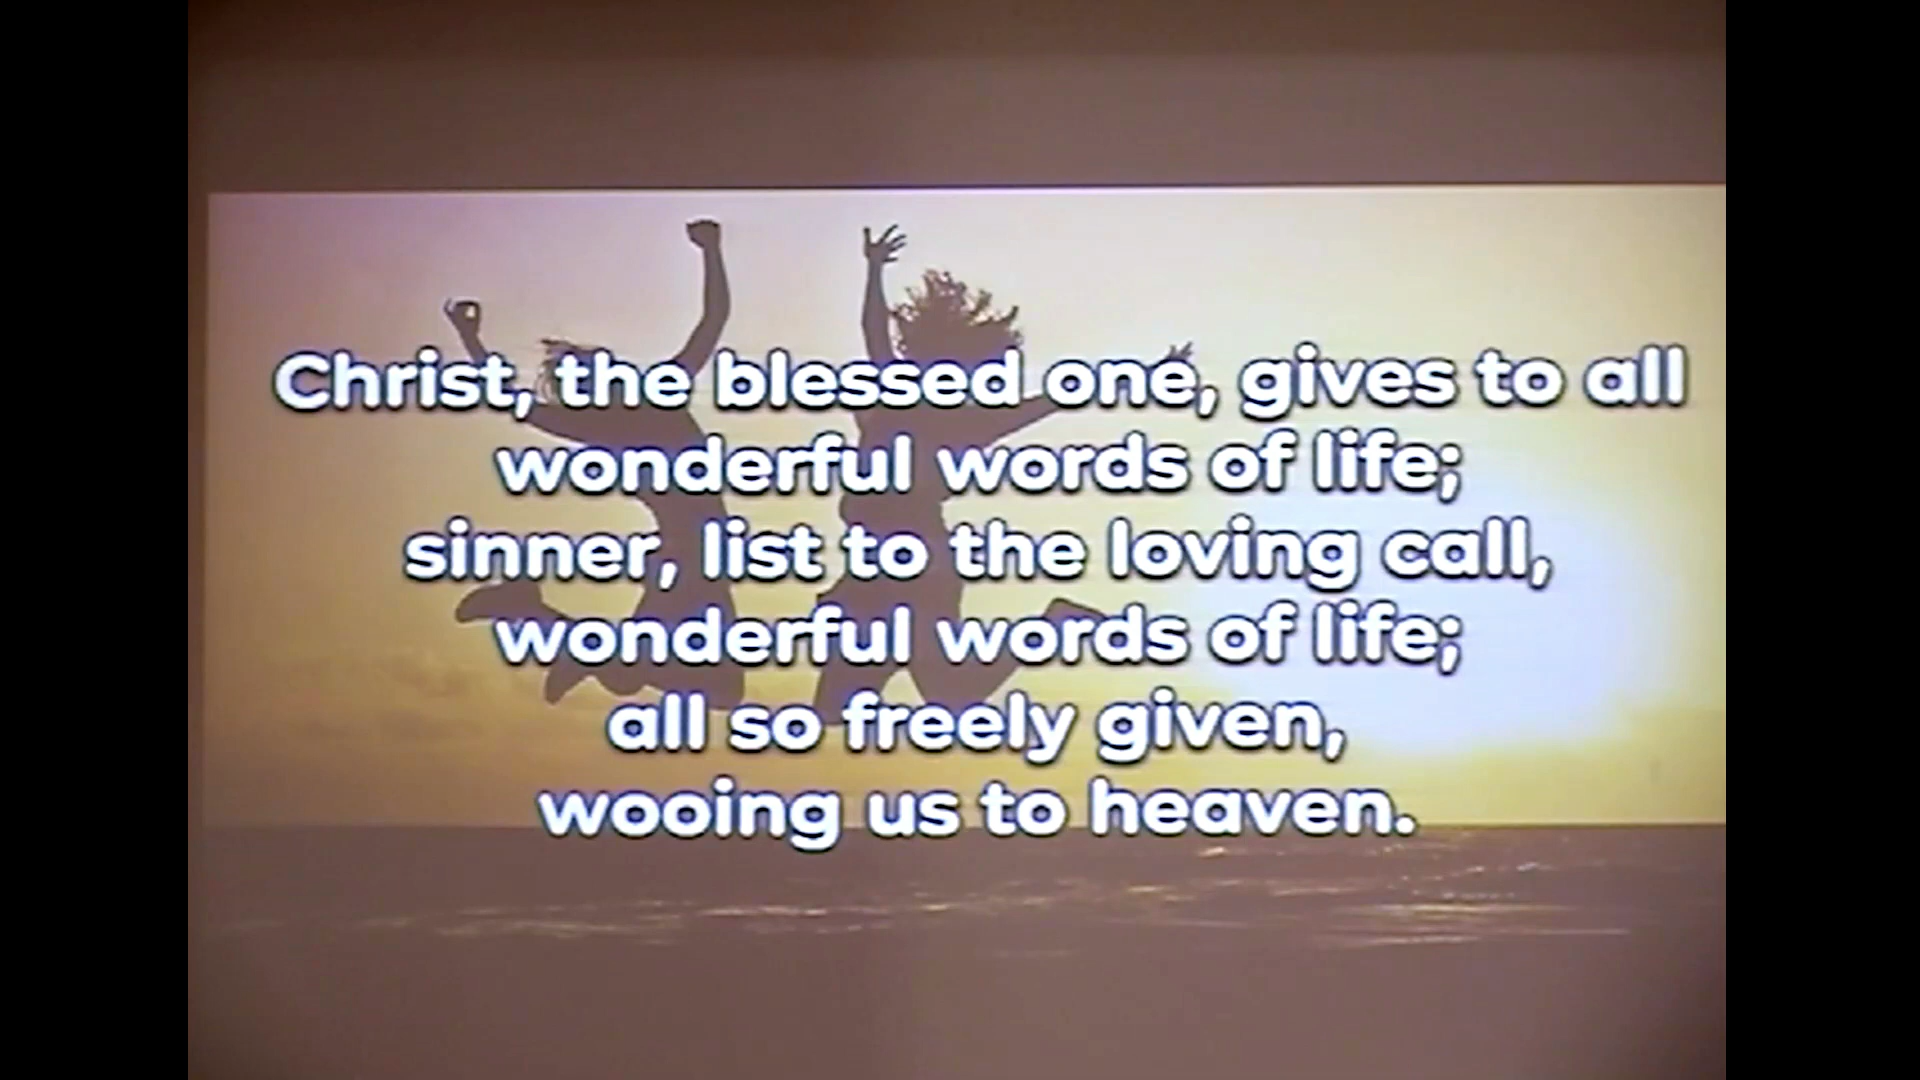 Christ, the blessed one, gives to all
wonderful words of life;
sinner, list to the loving call,
wonderful words of life;
all so freely given,
wooing us to heaven.